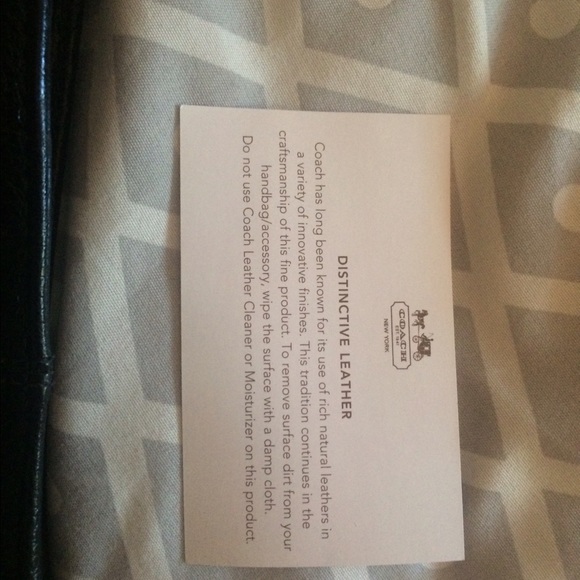 COACH
EST. 1941
NEW YORK
DISTINCTIVE LEATHER
Coach has long been known for its use of rich natural leathers in
a variety of innovative finishes. This tradition continues in the
craftsmanship of this fine product. To remove surface dirt from your
handbag/accessory, wipe the surface with a damp cloth.
Do not use Coach Leather Cleaner or Moisturizer on this product.